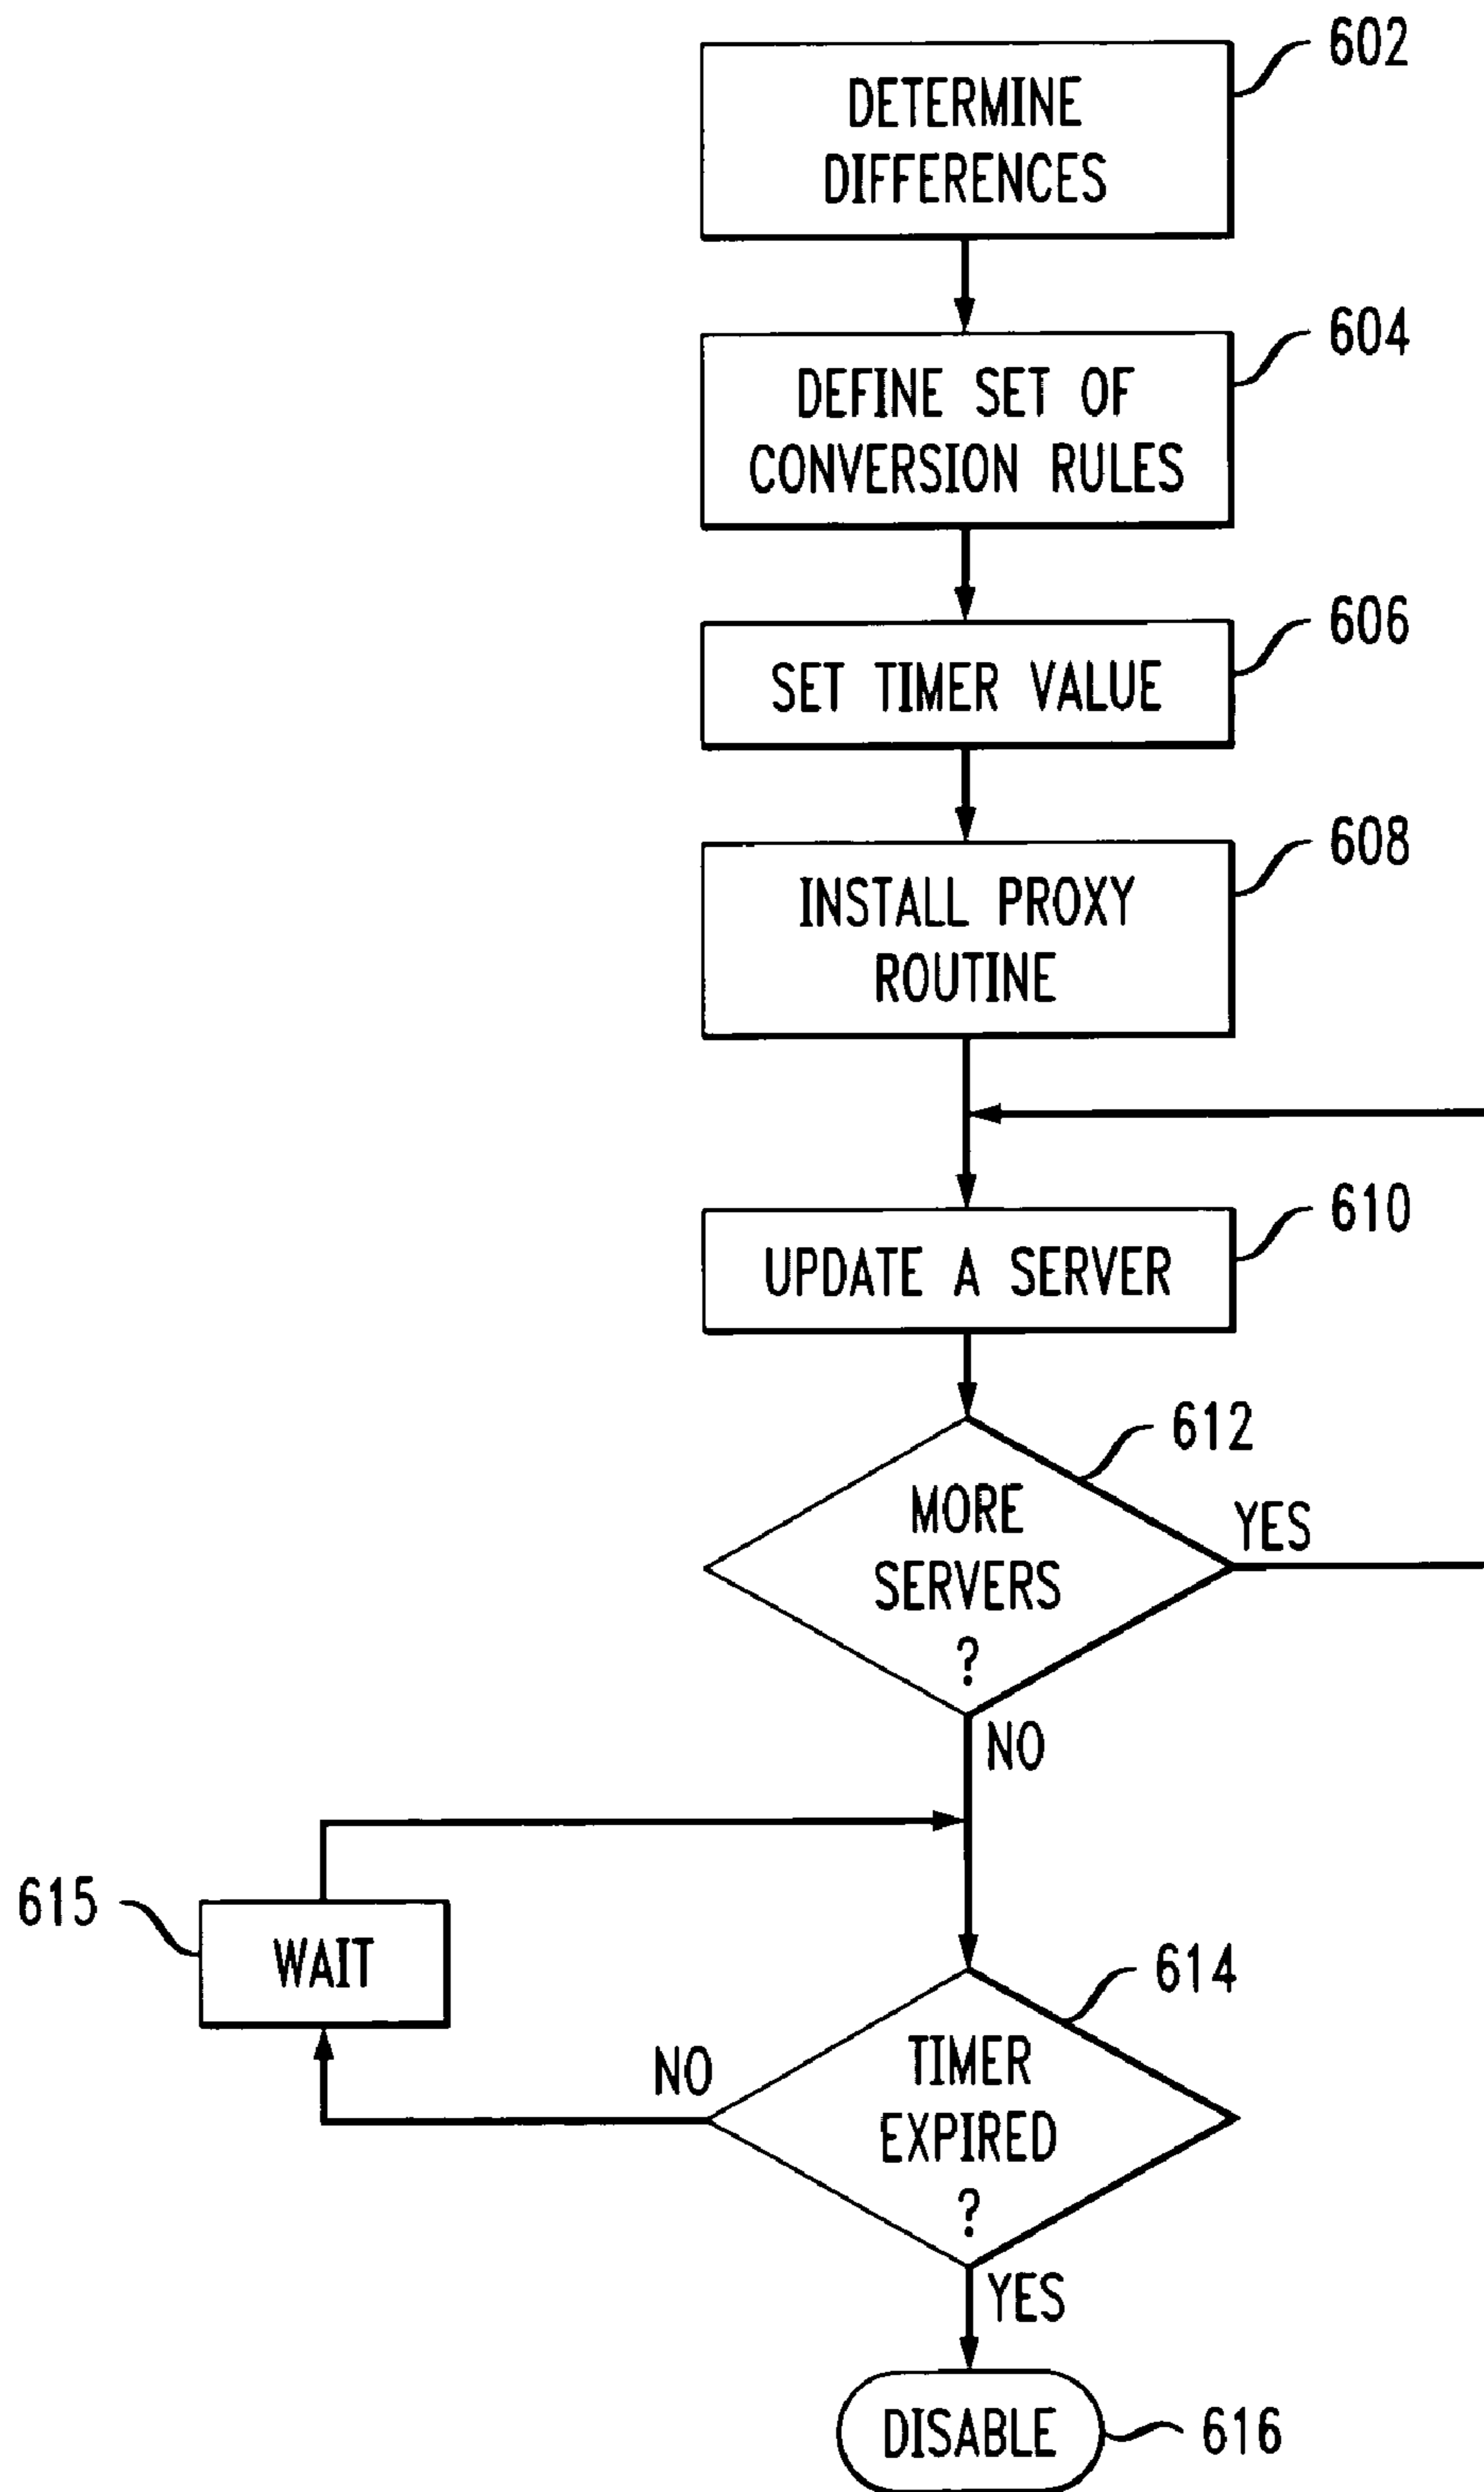 602
DETERMINE
DIFFERENCES
604
DEFINE SET OF
CONVERSION RULES
606
SET TIMER VALUE
608
INSTALL PROXY
ROUTINE
610
UPDATE A SERVER
612
MORE
SERVERS
?
YES
NO
615
WAIT
614
TIMER
EXPIRED
?
NO
YES
DISABLE
616